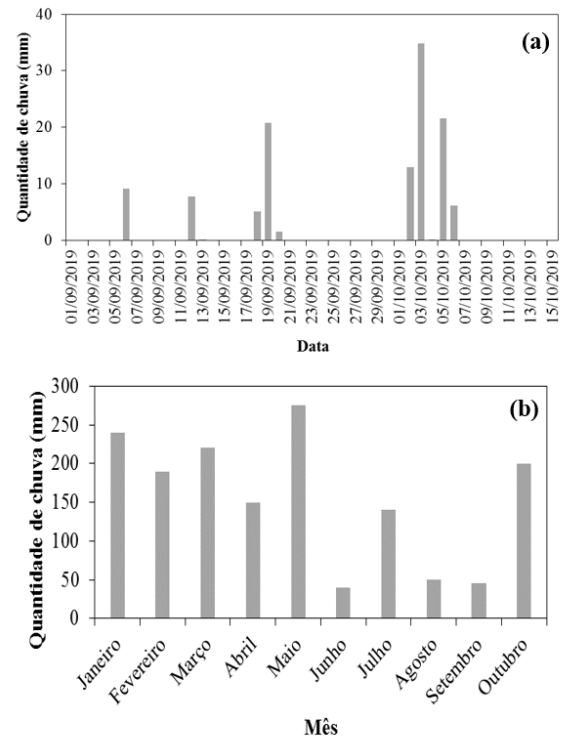 (a)
Quantidade de chuva (mm)
40
30
20
10
0
01/09/2019
03/09/2019
05/09/2019
07/09/2019
09/09/2019
11/09/2019
13/09/2019
15/09/2019
17/09/2019
19/09/2019
21/09/2019
23/09/2019
25/09/2019
27/09/2019
29/09/2019
01/10/2019
03/10/2019
05/10/2019
07/10/2019
09/10/2019
11/10/2019
13/10/2019
15/10/2019
Data
(b)
Quantidade de chuva (mm)
300
250
200
150
100
50
0
Janeiro
Fevereiro
Março
Abril
Maio
Junho
Julho
Agosto
Setembro
Outubro
Mês